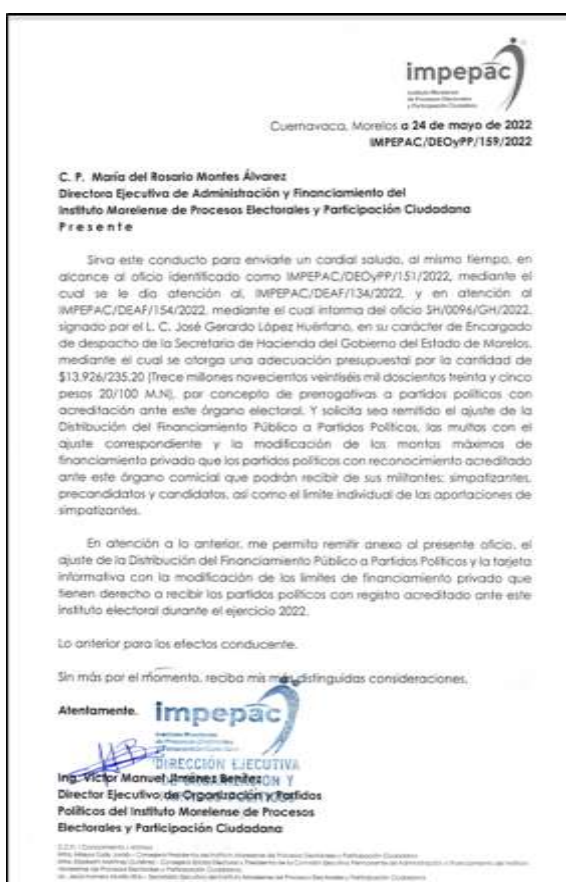 impepac
Instituto Morelense
de Procesos Electorales
y Participación Ciudadana
Cuernavaca, Morelos a 24 de mayo de 2022
IMPEPAC/DEOyPP/159/2022
C. P. María del Rosario Montes Álvarez
Directora Ejecutiva de Administración y Financiamiento del
Instituto Morelense de Procesos Electorales y Participación Ciudadana
P r e s e n t e
Sirva este conducto para enviarle un cordial saludo, al mismo tiempo, en
alcance al oficio identificado como IMPEPAC/DEOyPP/151/2022, mediante el
cual se le dio atención al, IMPEPAC/DEAF/134/2022, y en atención al
IMPEPAC/DEAF/154/2022, mediante el cual informa del oficio SH/0096/GH/2022,
signado por el L. C. José Gerardo López Huérfano, en su carácter de Encargado
de despacho de la Secretaría de Hacienda del Gobierno del Estado de Morelos,
mediante el cual se otorga una adecuación presupuestal por la cantidad de
$13,926/235.20 (Trece millones novecientos veintiséis mil doscientos treinta y cinco
pesos 20/100 M.N), por concepto de prerrogativas a partidos políticos con
acreditación ante este órgano electoral. Y solicita sea remitido el ajuste de la
Distribución del Financiamiento Público a Partidos Políticos, las multas con el
ajuste correspondiente y la modificación de los montos máximos de
financiamiento privado que los partidos políticos con reconocimiento acreditado
ante este órgano comicial que podrán recibir de sus militantes; simpatizantes,
precandidatos y candidatos, así como el límite individual de las aportaciones de
simpatizantes.
En atención a lo anterior, me permito remitir anexo al presente oficio, el
ajuste de la Distribución del Financiamiento Público a Partidos Políticos y la tarjeta
informativa con la modificación de los límites de financiamiento privado que
tienen derecho a recibir los partidos políticos con registro acreditado ante este
instituto electoral durante el ejercicio 2022.
Lo anterior para los efectos conducente.
Sin más por el momento, reciba mis más distinguidas consideraciones.
Atentamente.
impepac
DIRECCIÓN EJECUTIVA
DE ORGANIZACIÓN Y
Ing. Víctor Manuel Jiménez Benítez
Director Ejecutivo de Organización y Partidos
Políticos del Instituto Morelense de Procesos
Electorales y Participación Ciudadana